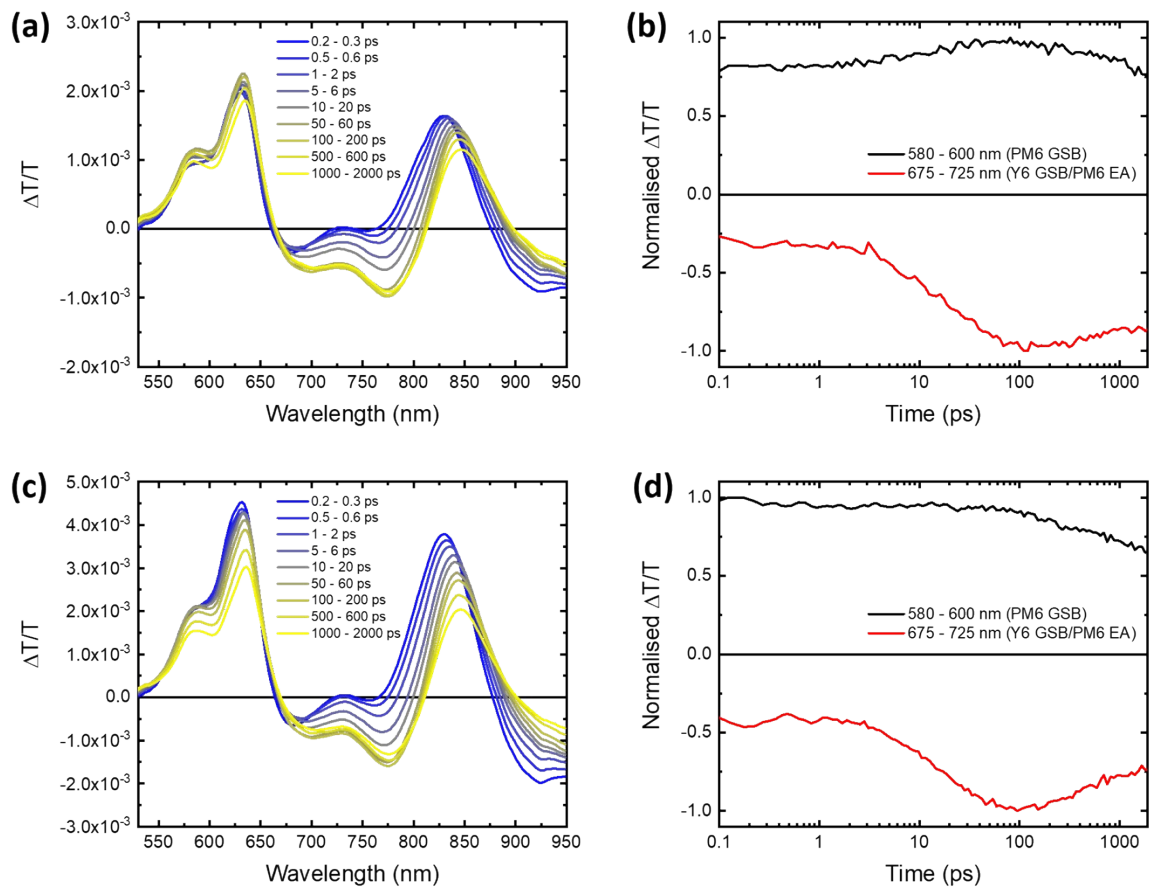 (a)
0.2 - 0.3 ps
0.5 - 0.6 ps
1 - 2 ps
5 - 6 ps
10 - 20 ps
50 - 60 ps
100 - 200 ps
500 - 600 ps
1000 - 2000 ps
3.0x10⁻³
2.0x10⁻³
1.0x10⁻³
0.0
-1.0x10⁻³
-2.0x10⁻³
ΔT/T
550 600 650 700 750 800 850 900 950
Wavelength (nm)
(b)
1.0
0.5
0.0
-0.5
-1.0
Normalised ΔT/T
580 - 600 nm (PM6 GSB)
675 - 725 nm (Y6 GSB/PM6 EA)
0.1 1 10 100 1000
Time (ps)
(c)
0.2 - 0.3 ps
0.5 - 0.6 ps
1 - 2 ps
5 - 6 ps
10 - 20 ps
50 - 60 ps
100 - 200 ps
500 - 600 ps
1000 - 2000 ps
5.0x10⁻³
4.0x10⁻³
3.0x10⁻³
2.0x10⁻³
1.0x10⁻³
0.0
-1.0x10⁻³
-2.0x10⁻³
-3.0x10⁻³
ΔT/T
550 600 650 700 750 800 850 900 950
Wavelength (nm)
(d)
1.0
0.5
0.0
-0.5
-1.0
Normalised ΔT/T
580 - 600 nm (PM6 GSB)
675 - 725 nm (Y6 GSB/PM6 EA)
0.1 1 10 100 1000
Time (ps)